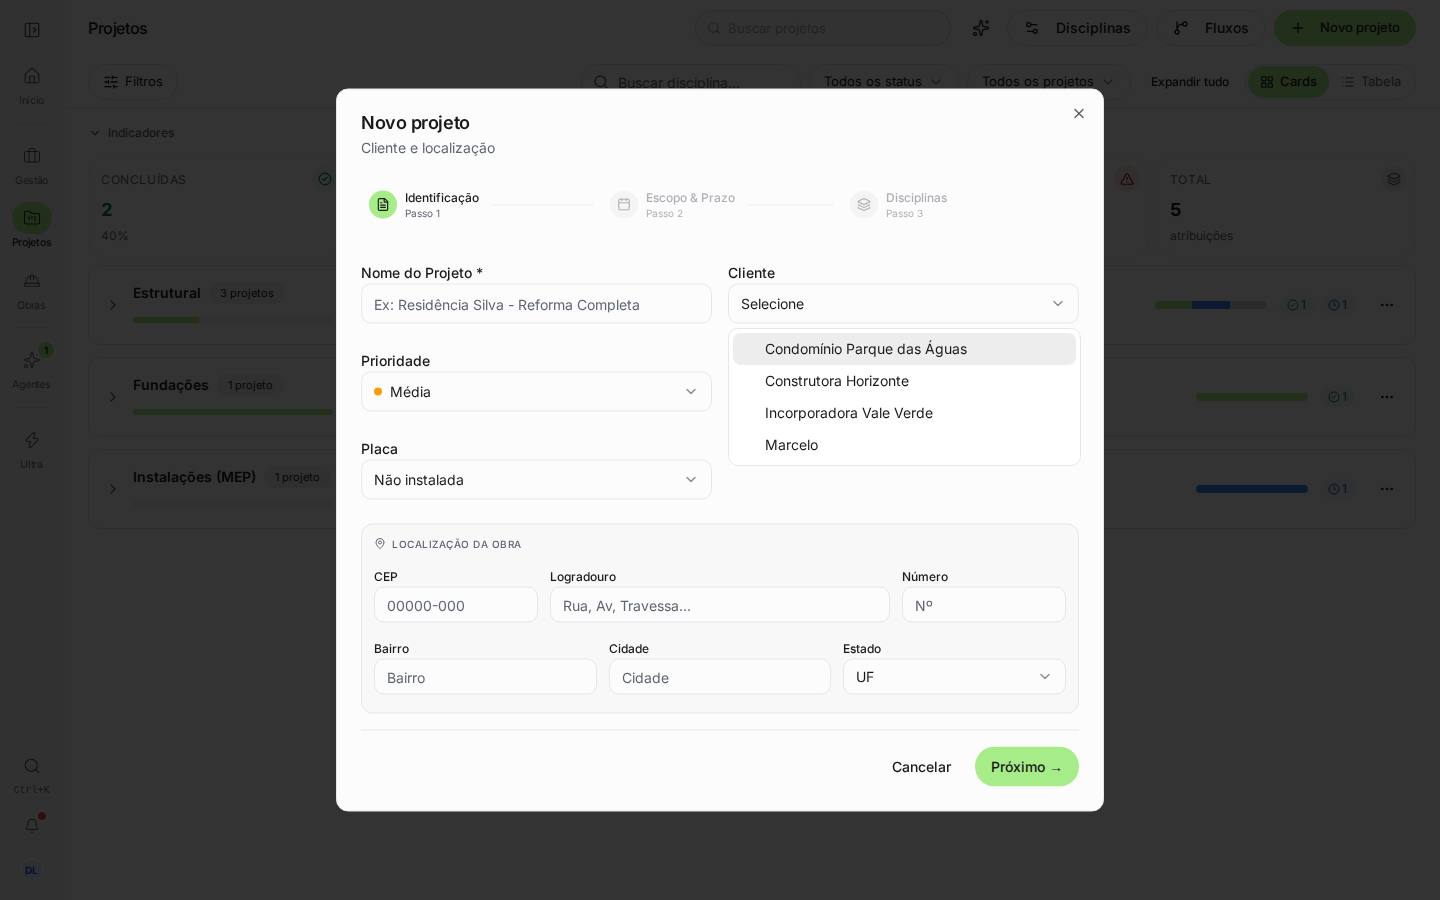 Projetos
Buscar projetos
Disciplinas
Fluxos
Novo projeto
Início
Gestão
Projetos
Obras
1
Agentes
Ultra
Ctrl+K
DL
Filtros
Buscar disciplina...
Todos os status
Todos os projetos
Expandir tudo
Cards
Tabela
Indicadores
CONCLUÍDAS
2
40%
TOTAL
5
atribuições
Estrutural
3 projetos
1
1
Fundações
1 projeto
1
Instalações (MEP)
1 projeto
1
Novo projeto
Cliente e localização
Identificação
Passo 1
Escopo & Prazo
Passo 2
Disciplinas
Passo 3
Nome do Projeto *
Ex: Residência Silva - Reforma Completa
Cliente
Selecione
Condomínio Parque das Águas
Construtora Horizonte
Incorporadora Vale Verde
Marcelo
Prioridade
Média
Placa
Não instalada
LOCALIZAÇÃO DA OBRA
CEP
00000-000
Logradouro
Rua, Av, Travessa...
Número
Nº
Bairro
Bairro
Cidade
Cidade
Estado
UF
Cancelar
Próximo →